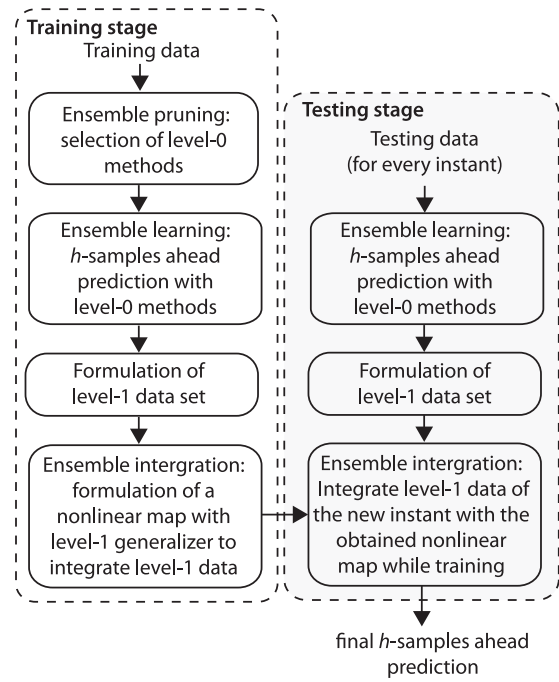 Training stage
Training data
Ensemble pruning:
selection of level-0
methods
Ensemble learning:
h-samples ahead
prediction with
level-0 methods
Formulation of
level-1 data set
Ensemble intergration:
formulation of a
nonlinear map with
level-1 generalizer to
integrate level-1 data
Testing stage
Testing data
(for every instant)
Ensemble learning:
h-samples ahead
prediction with
level-0 methods
Formulation of
level-1 data set
Ensemble intergration:
Integrate level-1 data of
the new instant with the
obtained nonlinear
map while training
final h-samples ahead
prediction